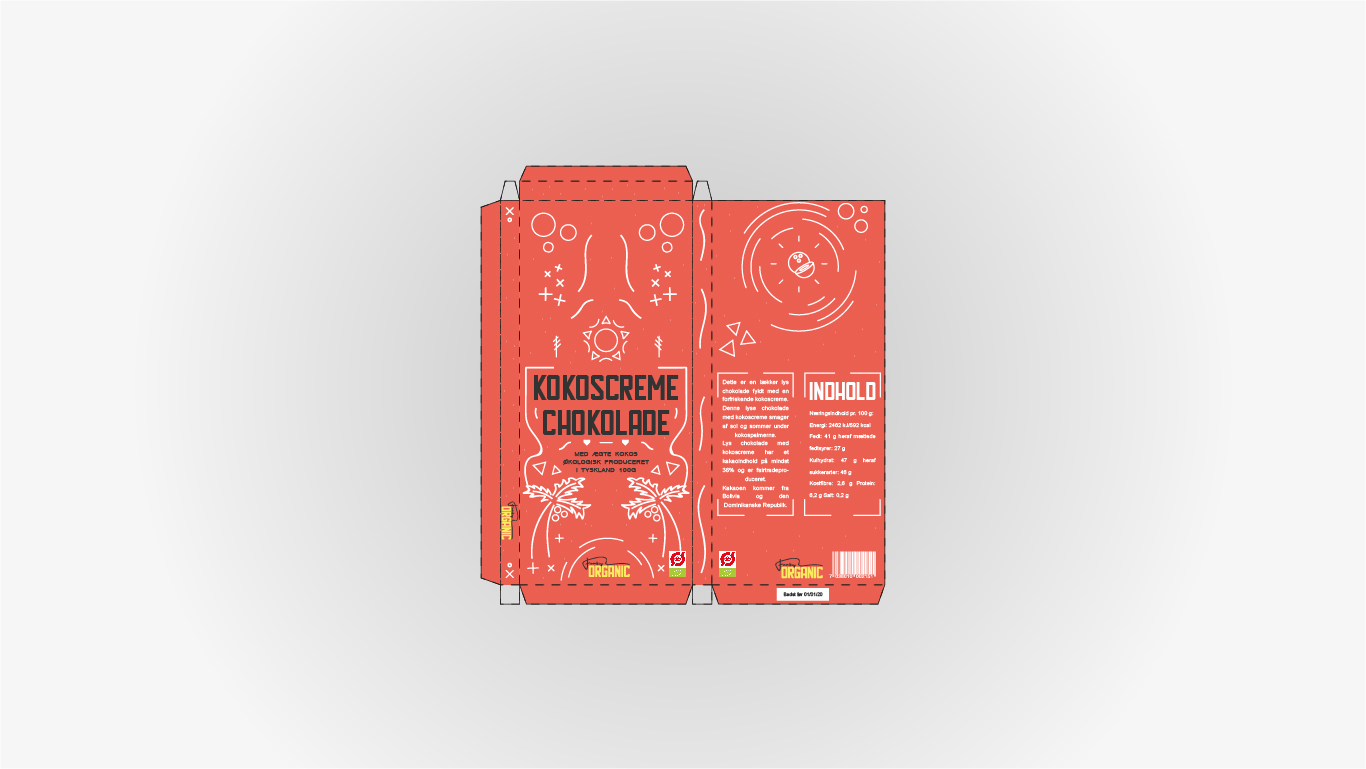 KOKOSCREME
CHOKOLADE
MED ÆGTE KOKOS
ØKOLOGISK PRODUCERET
I TYSKLAND 100G
ORGANIC
ORGANIC
Dette er en lækker lys
chokolade fyldt med en
forfriskende kokoscreme.
Denne lyse chokolade
med kokoscreme smager
af sol og sommer under
kokospalmerne.
Lys chokolade med
kokoscreme har et
kakaoindhold på mindst
36% og er fairtradepro-
duceret.
Kakaoen kommer fra
Bolivia og den
Dominikanske Republik.
INDHOLD
Næringsindhold pr. 100 g:
Energi: 2462 kJ/592 kcal
Fedt: 41 g heraf mættede
fedtsyrer: 27 g
Kulhydrat: 47 g heraf
sukkerarter: 46 g
Kostfibre: 2,6 g Protein:
6,2 g Salt: 0,2 g
Ø
Ø
ORGANIC
Bedst før 01/01/20